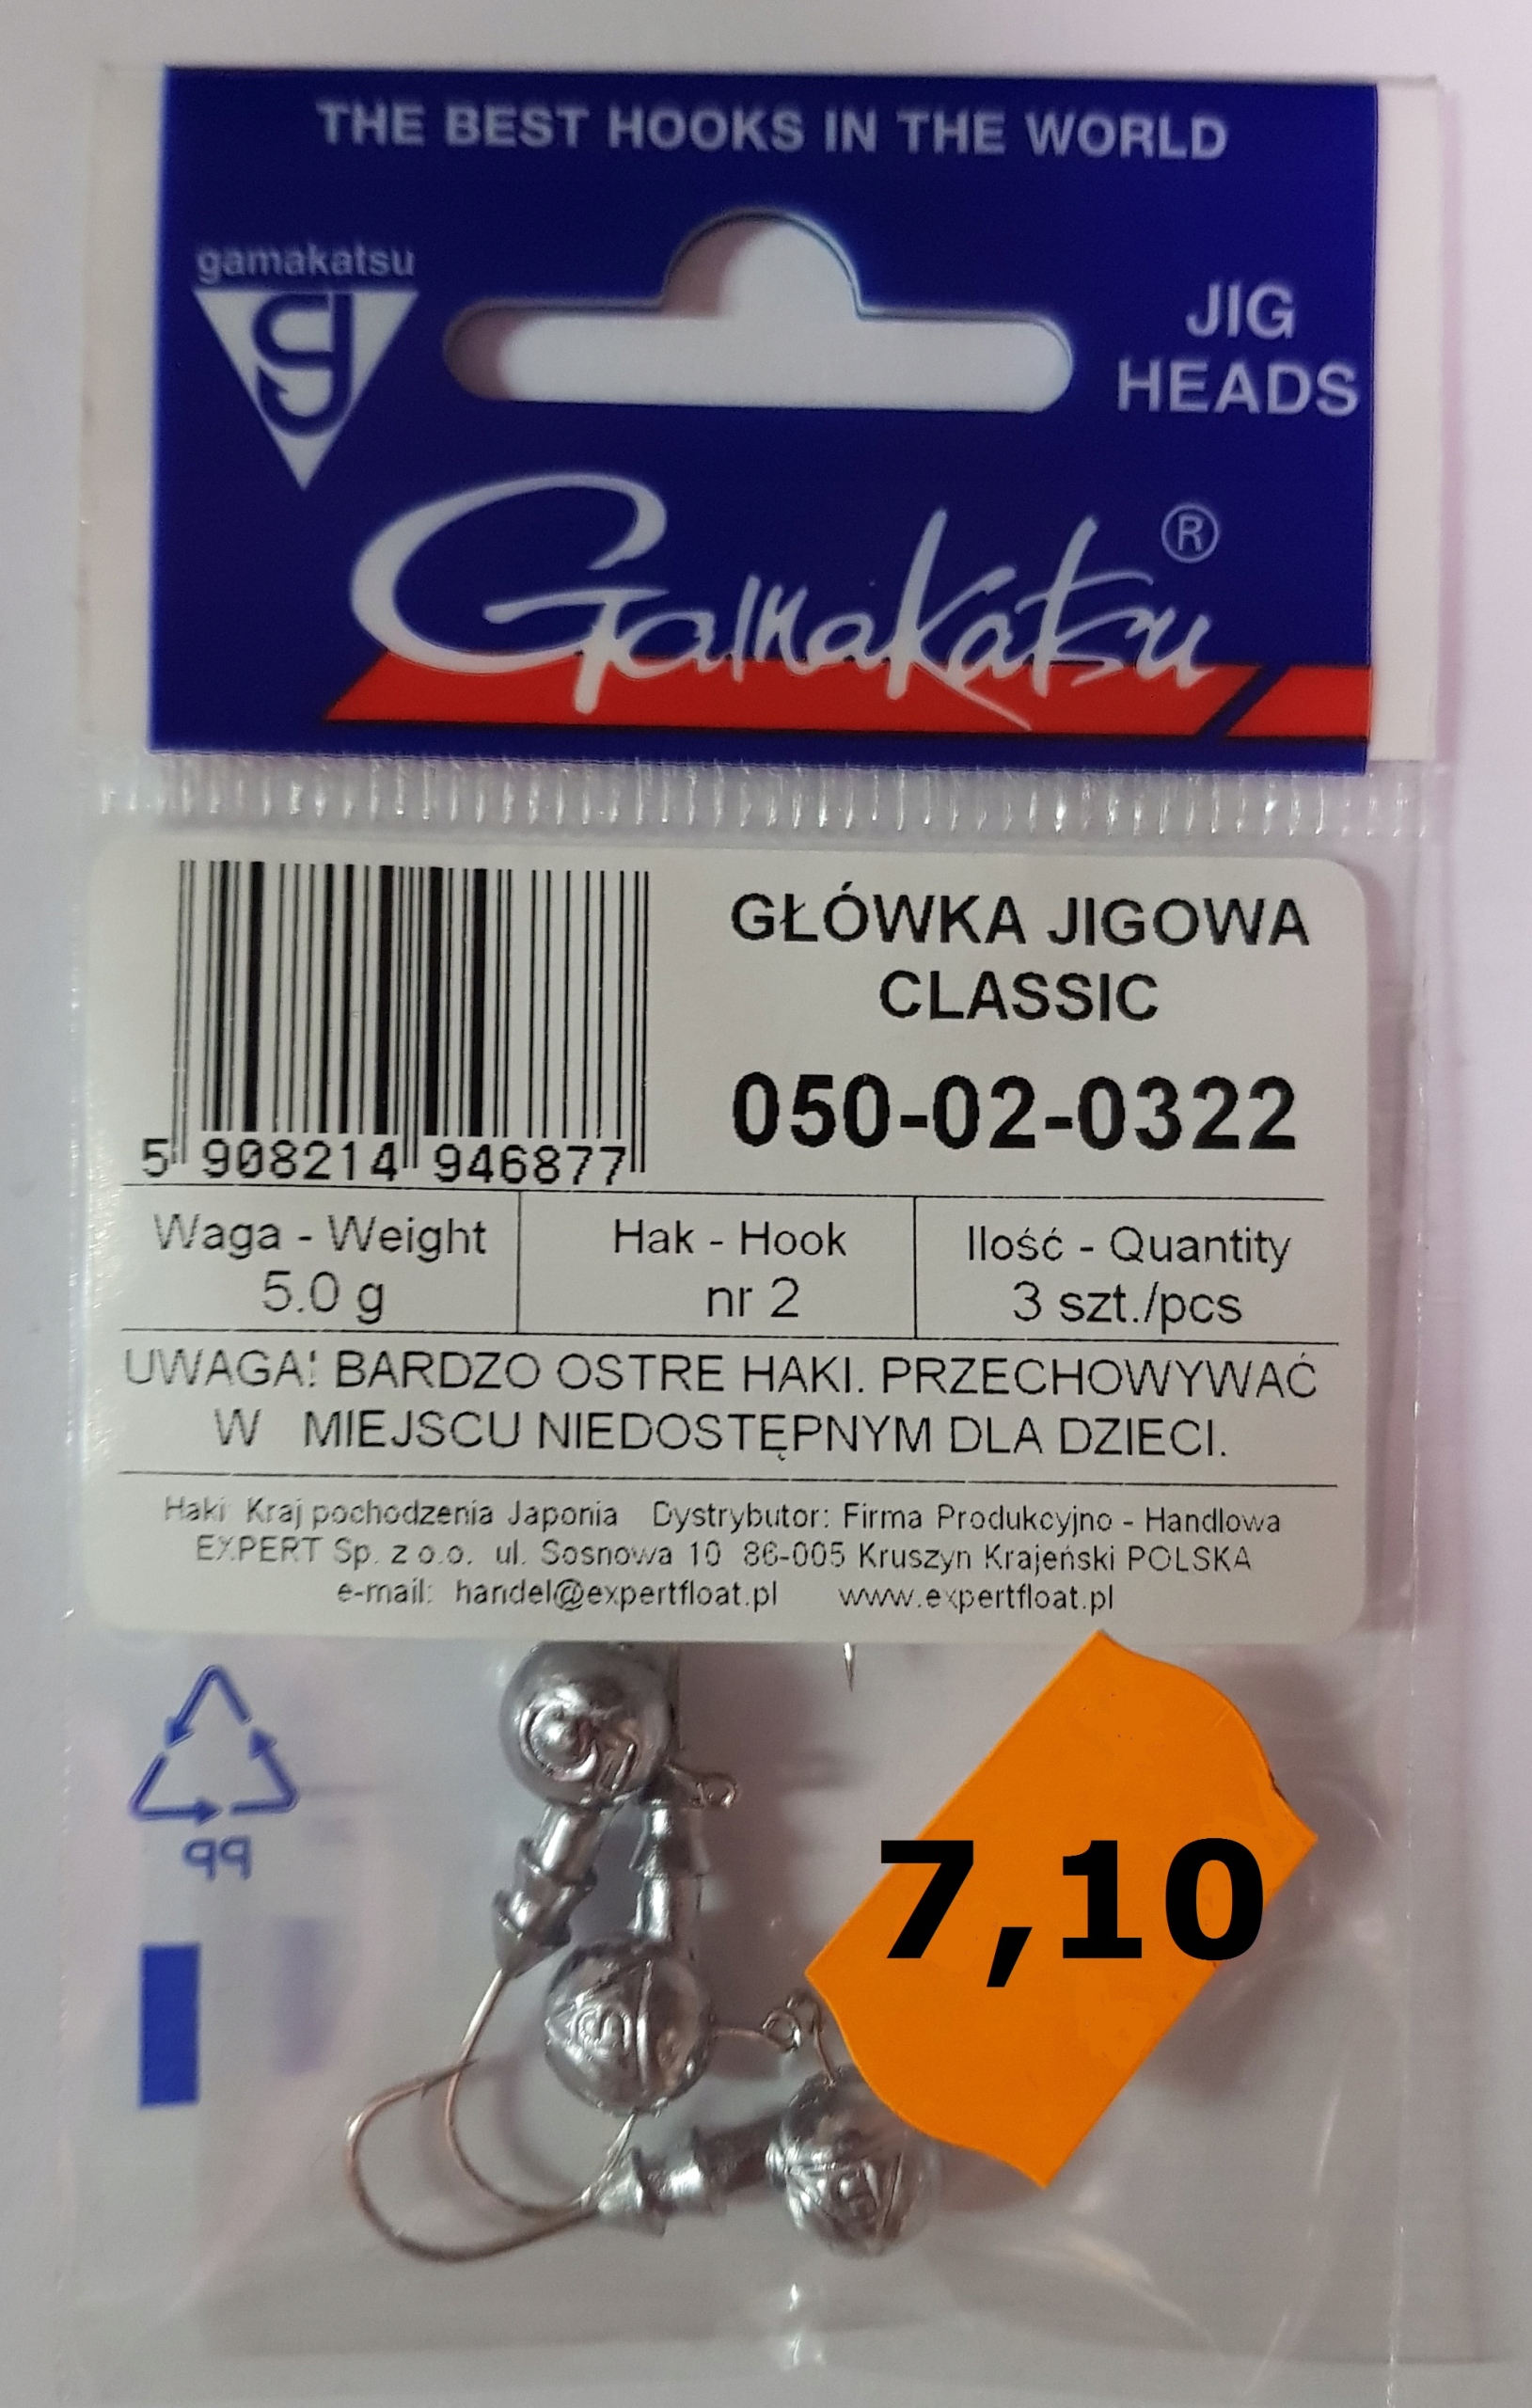 THE BEST HOOKS IN THE WORLD
gamakatsu
JIG
HEADS
Gamakatsu®
GŁÓWKA JIGOWA
CLASSIC
050-02-0322
5 908214 946877
Waga - Weight
5.0 g
Hak - Hook
nr 2
Ilość - Quantity
3 szt./pcs
UWAGA! BARDZO OSTRE HAKI. PRZECHOWYWAĆ
W MIEJSCU NIEDOSTĘPNYM DLA DZIECI.
Haki: Kraj pochodzenia Japonia Dystrybutor: Firma Produkcyjno - Handlowa
EXPERT Sp. z o.o. ul. Sosnowa 10 86-005 Kruszyn Krajeński POLSKA
e-mail: handel@expertfloat.pl www.expertfloat.pl
PP
7,10